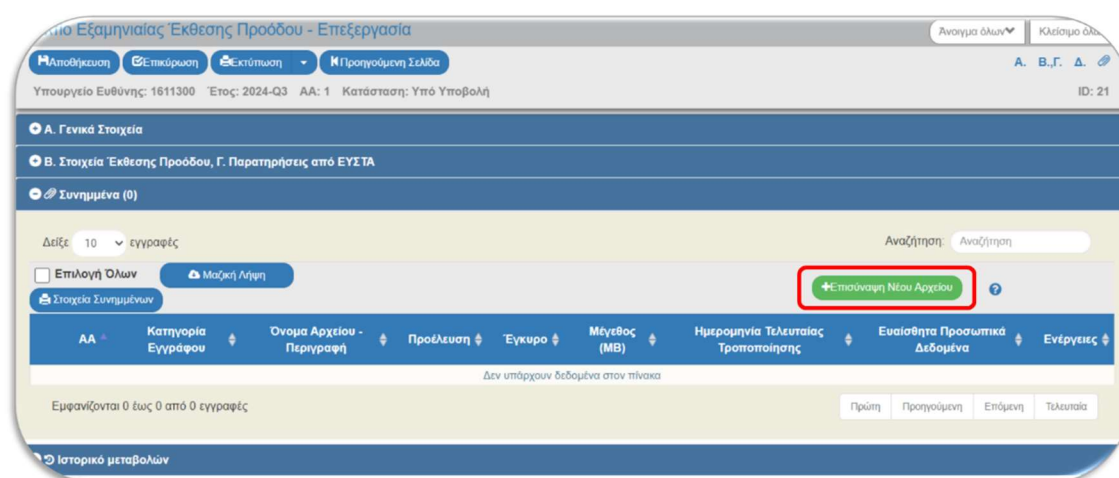 Εξαμηνιαίας Έκθεσης Προόδου - Επεξεργασία
Άνοιγμα όλων Κλείσιμο
Αποθήκευση Επικύρωση Εκτύπωση Προηγούμενη Σελίδα Α. Β.,Γ. Δ.
Υπουργείο Ευθύνης: 1611300 Έτος: 2024-Q3 ΑΑ: 1 Κατάσταση: Υπό Υποβολή ID: 21
Α. Γενικά Στοιχεία
Β. Στοιχεία Έκθεσης Προόδου, Γ. Παρατηρήσεις από ΕΥΣΤΑ
Συνημμένα (0)
Δείξε 10 εγγραφές Αναζήτηση: Αναζήτηση
Επιλογή Όλων Μαζική Λήψη
+Επισύναψη Νέου Αρχείου ?
Στοιχεία Συνημμένων
ΑΑ Κατηγορία Εγγράφου Όνομα Αρχείου - Περιγραφή Προέλευση Έγκυρο Μέγεθος (MB) Ημερομηνία Τελευταίας Τροποποίησης Ευαίσθητα Προσωπικά Δεδομένα Ενέργειες
Δεν υπάρχουν δεδομένα στον πίνακα
Εμφανίζονται 0 έως 0 από 0 εγγραφές Πρώτη Προηγούμενη Επόμενη Τελευταία
Ιστορικό μεταβολών